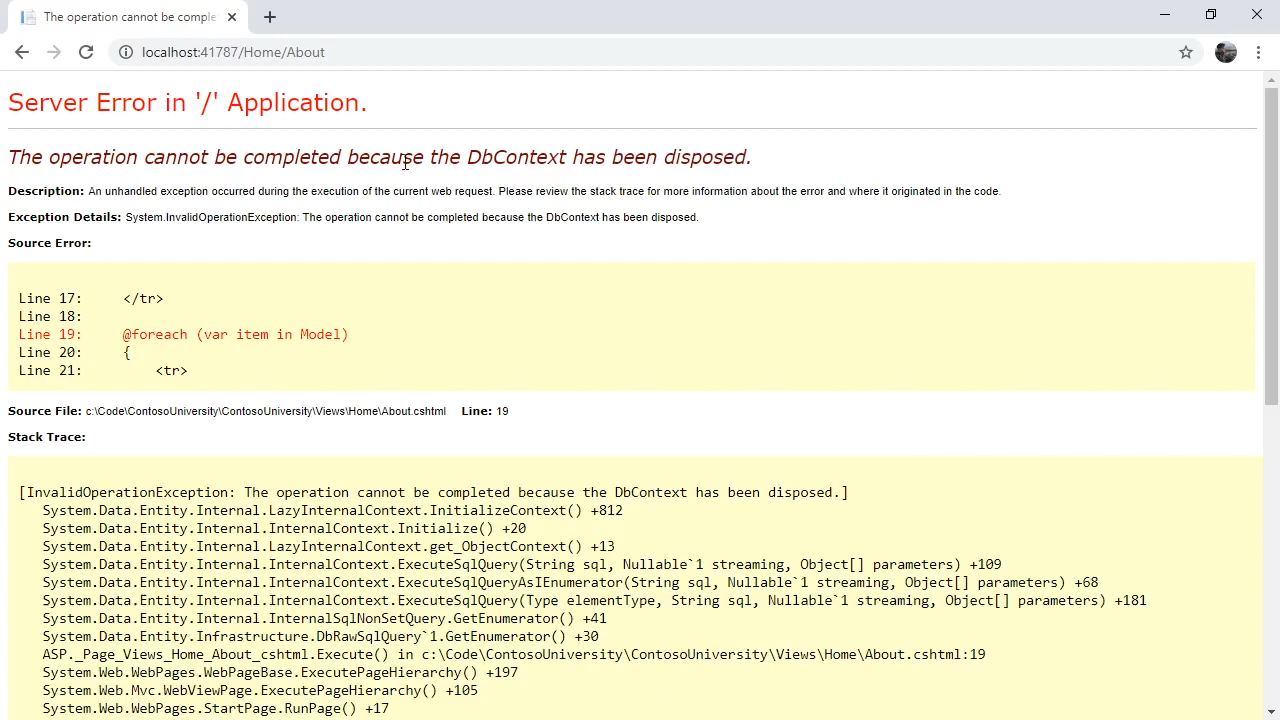 The operation cannot be comple
localhost:41787/Home/About
Server Error in '/' Application.
The operation cannot be completed because the DbContext has been disposed.
Description: An unhandled exception occurred during the execution of the current web request. Please review the stack trace for more information about the error and where it originated in the code.
Exception Details: System.InvalidOperationException: The operation cannot be completed because the DbContext has been disposed.
Source Error:
Line 17:     </tr>
Line 18:
Line 19:     @foreach (var item in Model)
Line 20:     {
Line 21:         <tr>
Source File: c:\Code\ContosoUniversity\ContosoUniversity\Views\Home\About.cshtml    Line: 19
Stack Trace:
[InvalidOperationException: The operation cannot be completed because the DbContext has been disposed.]
   System.Data.Entity.Internal.LazyInternalContext.InitializeContext() +812
   System.Data.Entity.Internal.InternalContext.Initialize() +20
   System.Data.Entity.Internal.LazyInternalContext.get_ObjectContext() +13
   System.Data.Entity.Internal.InternalContext.ExecuteSqlQuery(String sql, Nullable`1 streaming, Object[] parameters) +109
   System.Data.Entity.Internal.InternalContext.ExecuteSqlQueryAsIEnumerator(String sql, Nullable`1 streaming, Object[] parameters) +68
   System.Data.Entity.Internal.InternalContext.ExecuteSqlQuery(Type elementType, String sql, Nullable`1 streaming, Object[] parameters) +181
   System.Data.Entity.Internal.InternalSqlNonSetQuery.GetEnumerator() +41
   System.Data.Entity.Infrastructure.DbRawSqlQuery`1.GetEnumerator() +30
   ASP._Page_Views_Home_About_cshtml.Execute() in c:\Code\ContosoUniversity\ContosoUniversity\Views\Home\About.cshtml:19
   System.Web.WebPages.WebPageBase.ExecutePageHierarchy() +197
   System.Web.Mvc.WebViewPage.ExecutePageHierarchy() +105
   System.Web.WebPages.StartPage.RunPage() +17